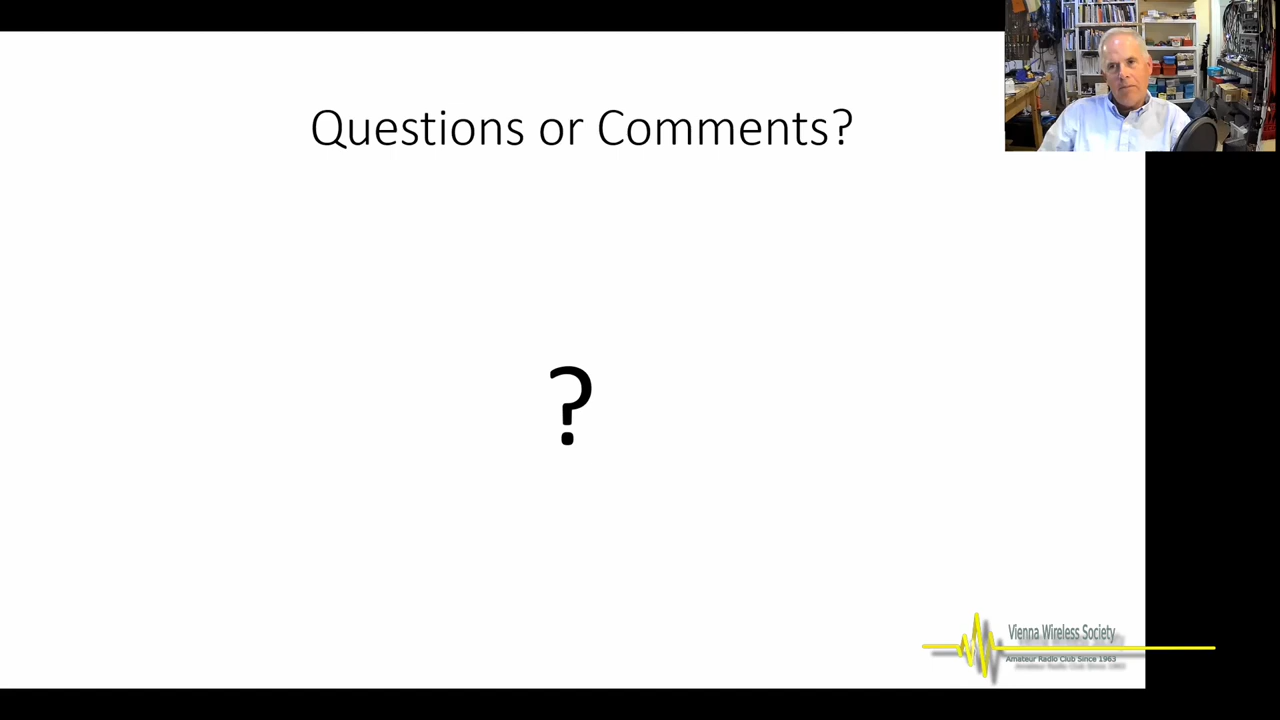 Questions or Comments?
?
Vienna Wireless Society
Amateur Radio Club Since 1963